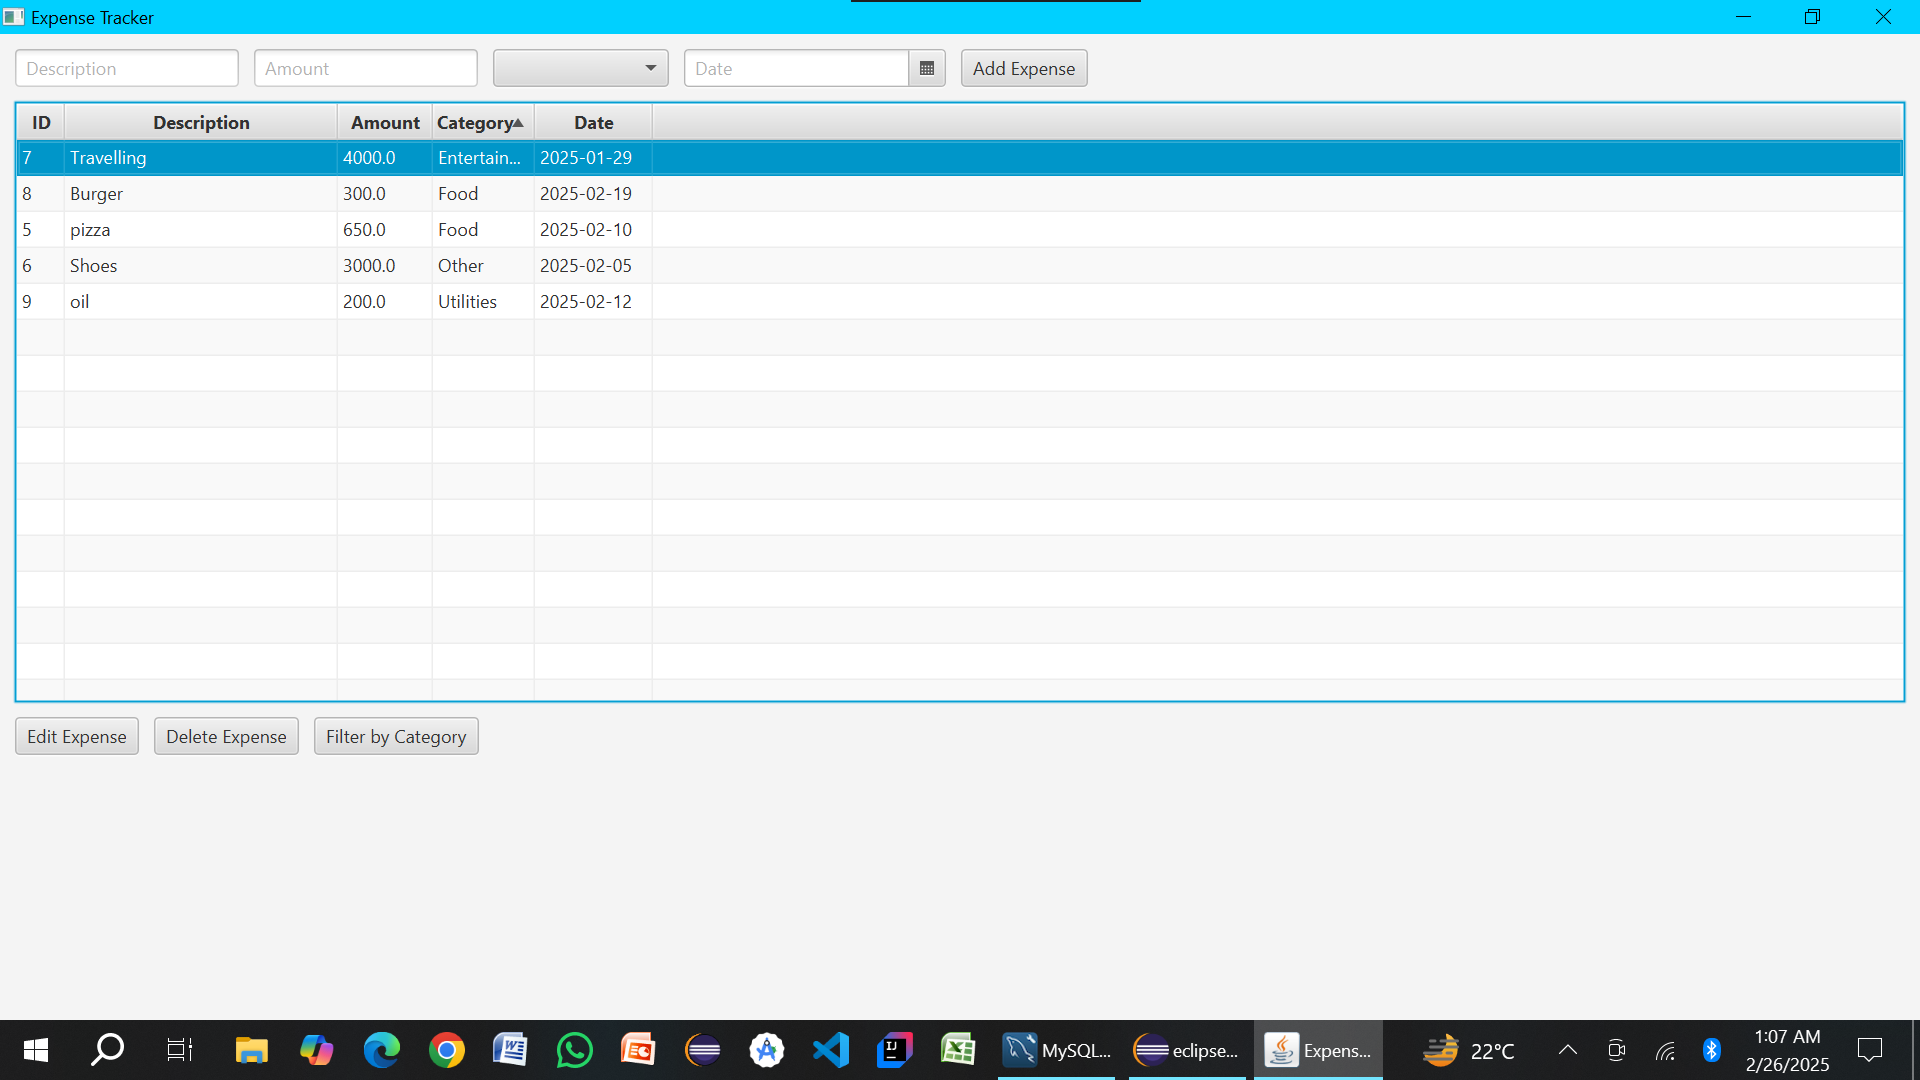 Expense Tracker
Description Amount Date Add Expense
ID Description Amount Category Date
7 Travelling 4000.0 Entertain... 2025-01-29
8 Burger 300.0 Food 2025-02-19
5 pizza 650.0 Food 2025-02-10
6 Shoes 3000.0 Other 2025-02-05
9 oil 200.0 Utilities 2025-02-12
Edit Expense Delete Expense Filter by Category
MySQL... eclipse... Expens... 22°C 1:07 AM
2/26/2025